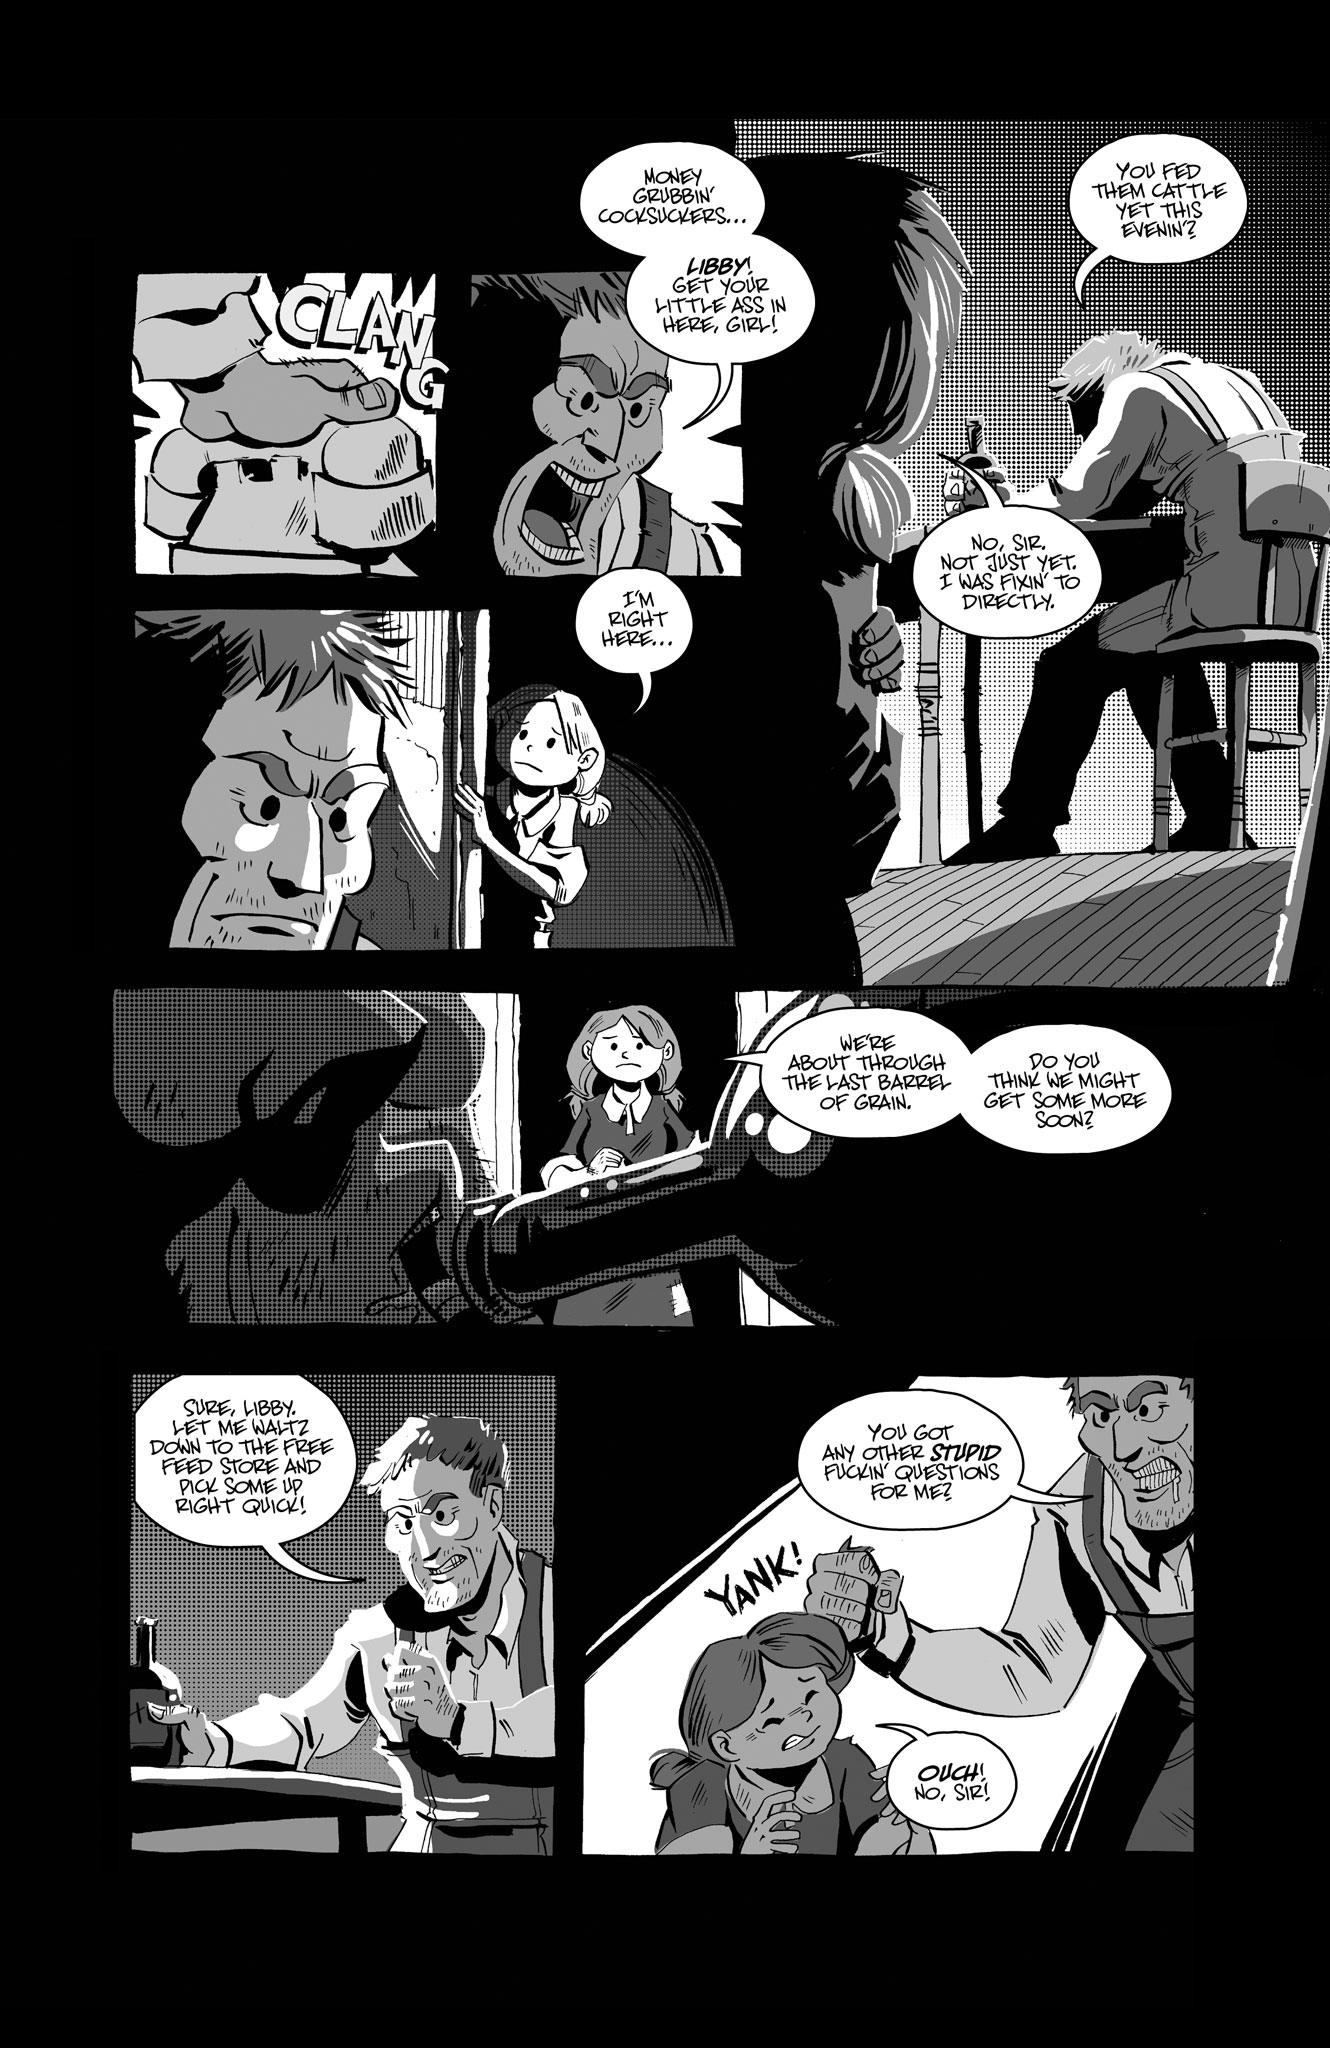 CLANG
MONEY
GRUBBIN'
COCKSUCKERS...
LIBBY!
GET YOUR
LITTLE ASS IN
HERE, GIRL!
I'M
RIGHT
HERE...
YOU FED
THEM CATTLE
YET THIS
EVENIN'?
NO, SIR.
NOT JUST YET.
I WAS FIXIN' TO
DIRECTLY.
WE'RE
ABOUT THROUGH
THE LAST BARREL
OF GRAIN.
DO YOU
THINK WE MIGHT
GET SOME MORE
SOON?
SURE, LIBBY.
LET ME WALTZ
DOWN TO THE FREE
FEED STORE AND
PICK SOME UP
RIGHT QUICK!
YOU GOT
ANY OTHER STUPID
FUCKIN' QUESTIONS
FOR ME?
YANK!
OUCH!
NO, SIR!